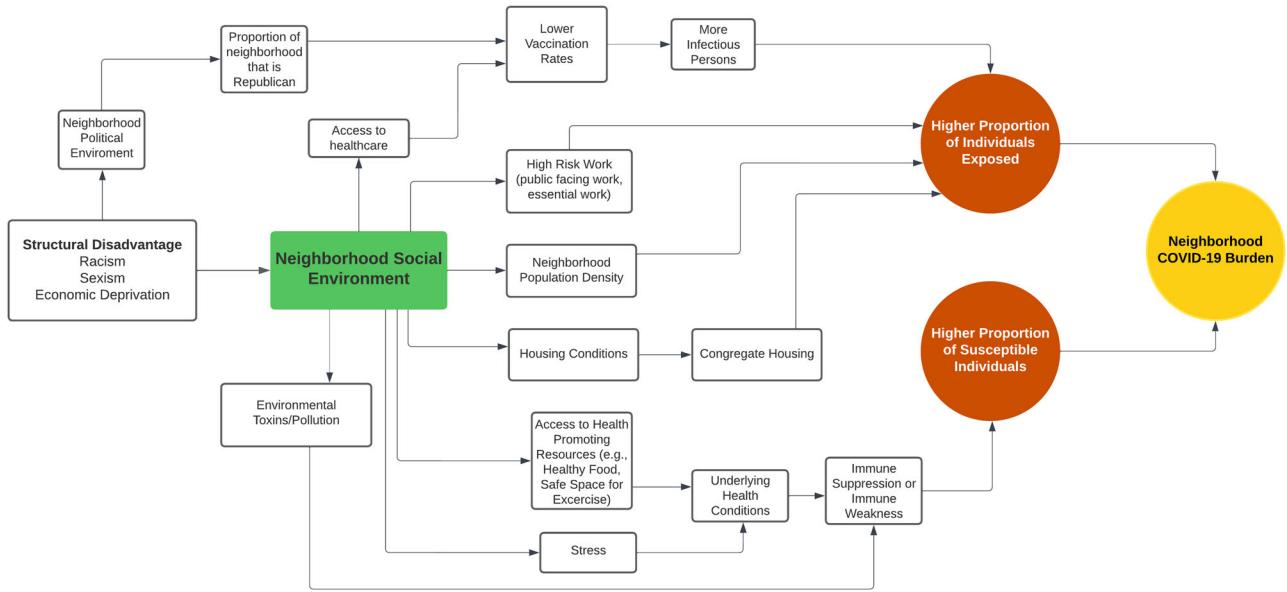 Proportion of
neighborhood
that is
Republican
Lower
Vaccination
Rates
More
Infectious
Persons
Neighborhood
Political
Enviroment
Access to
healthcare
High Risk Work
(public facing work,
essential work)
Higher Proportion
of Individuals
Exposed
Structural Disadvantage
Racism
Sexism
Economic Deprivation
Neighborhood Social
Environment
Neighborhood
Population Density
Neighborhood
COVID-19 Burden
Housing Conditions
Congregate Housing
Higher Proportion
of Susceptible
Individuals
Environmental
Toxins/Pollution
Access to Health
Promoting
Resources (e.g.,
Healthy Food,
Safe Space for
Excercise)
Underlying
Health
Conditions
Immune
Suppression or
Immune
Weakness
Stress